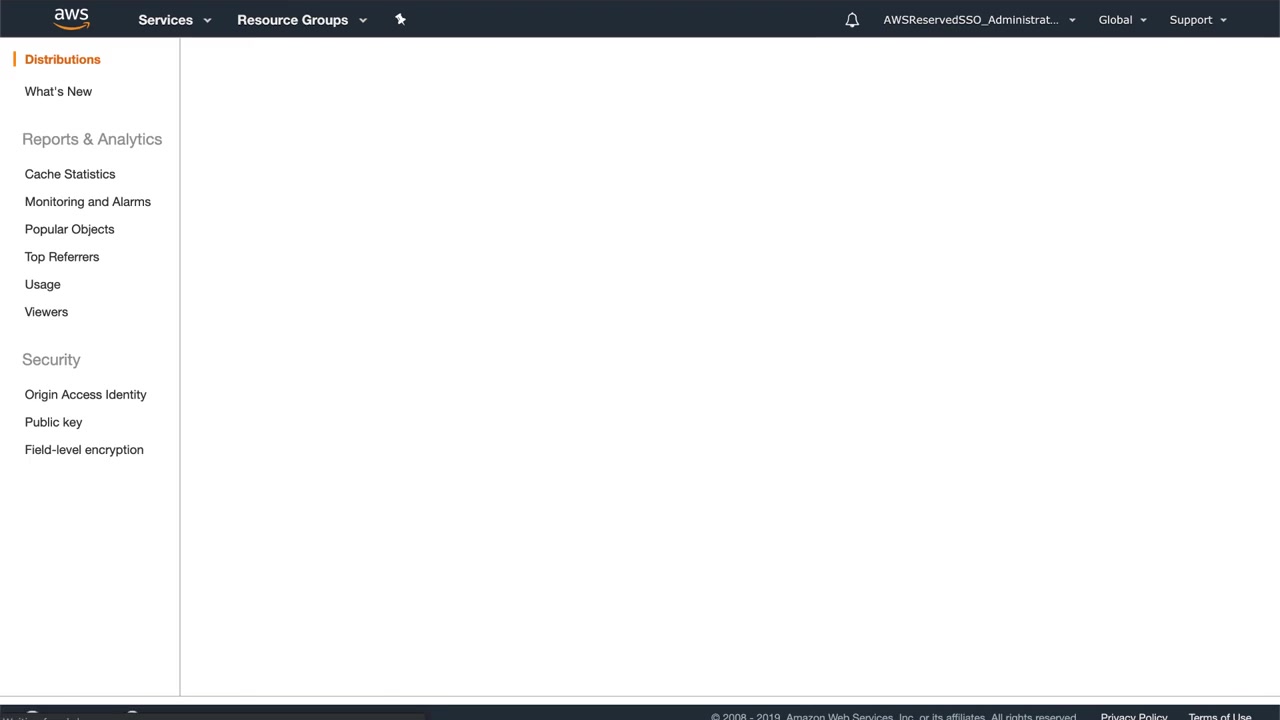 aws
Services
Resource Groups
AWSReservedSSO_Administrat...
Global
Support
Distributions
What's New
Reports & Analytics
Cache Statistics
Monitoring and Alarms
Popular Objects
Top Referrers
Usage
Viewers
Security
Origin Access Identity
Public key
Field-level encryption
© 2008 - 2019, Amazon Web Services, Inc. or its affiliates. All rights reserved.
Privacy Policy
Terms of Use